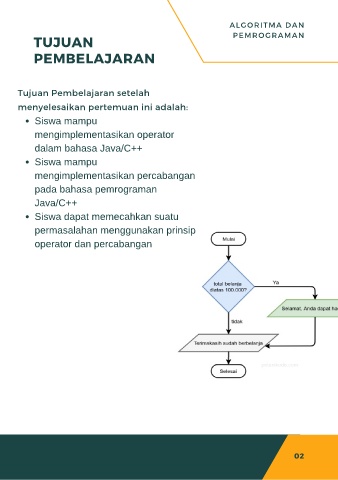 ALGORITMA DAN
PEMROGRAMAN
TUJUAN
PEMBELAJARAN
Tujuan Pembelajaran setelah
menyelesaikan pertemuan ini adalah:
• Siswa mampu
mengimplementasikan operator
dalam bahasa Java/C++
• Siswa mampu
mengimplementasikan percabangan
pada bahasa pemrograman
Java/C++
• Siswa dapat memecahkan suatu
permasalahan menggunakan prinsip
operator dan percabangan
Mulai
total belanja
diatas 100.000?
Ya
Selamat, Anda dapat ha
tidak
Terimakasih sudah berbelanja
Selesai
02